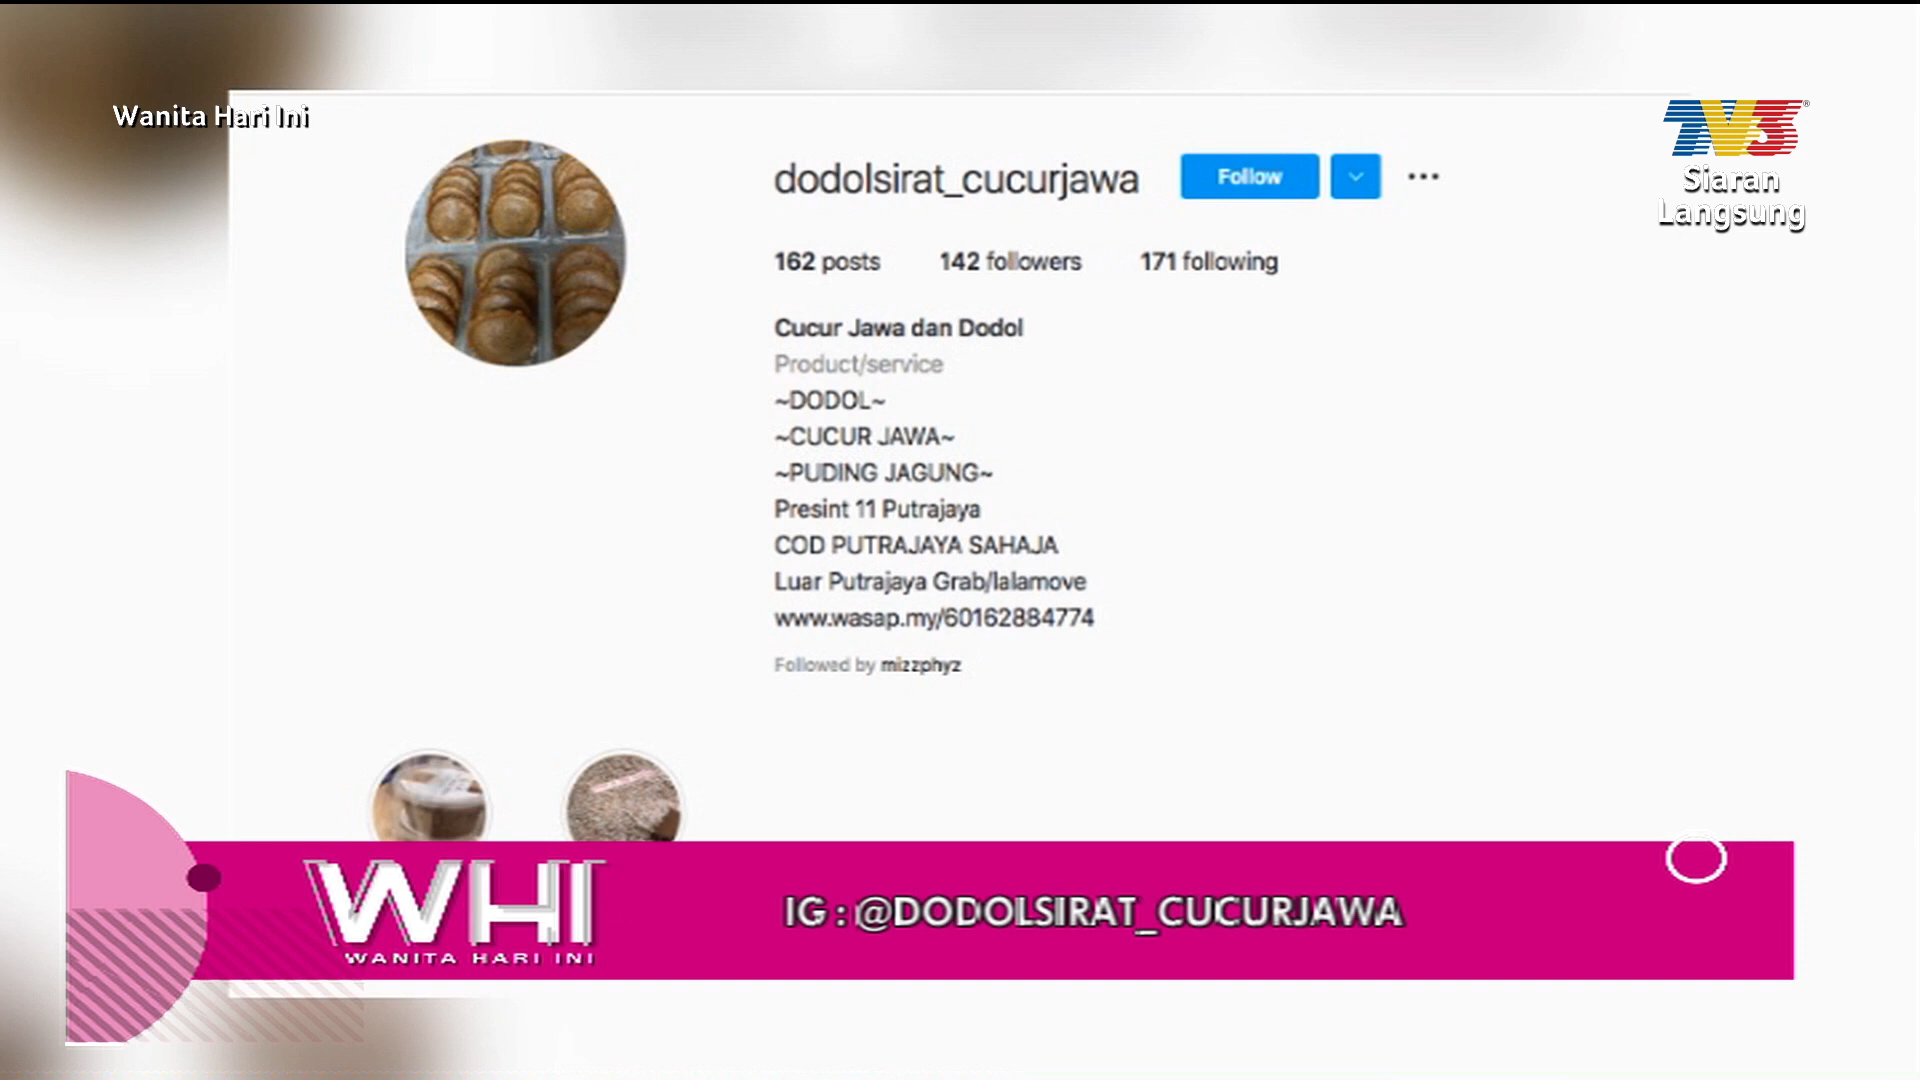 Wanita Hari Ini
TV3
Siaran
Langsung
dodolsirat_cucurjawa
Follow
162 posts 142 followers 171 following
Cucur Jawa dan Dodol
Product/service
~DODOL~
~CUCUR JAWA~
~PUDING JAGUNG~
Presint 11 Putrajaya
COD PUTRAJAYA SAHAJA
Luar Putrajaya Grab/lalamove
www.wasap.my/60162884774
Followed by mizzphyz
WHI
WANITA HARI INI
IG : @DODOLSIRAT_CUCURJAWA